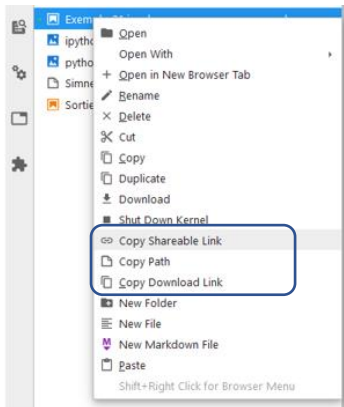 Open
ipytho
Open With
pytho
Open in New Browser Tab
Simne
Rename
Sortie
Delete
Cut
Copy
Duplicate
Download
Shut Down Kernel
Copy Shareable Link
Copy Path
Copy Download Link
New Folder
New File
New Markdown File
Paste
Shift+Right Click for Browser Menu